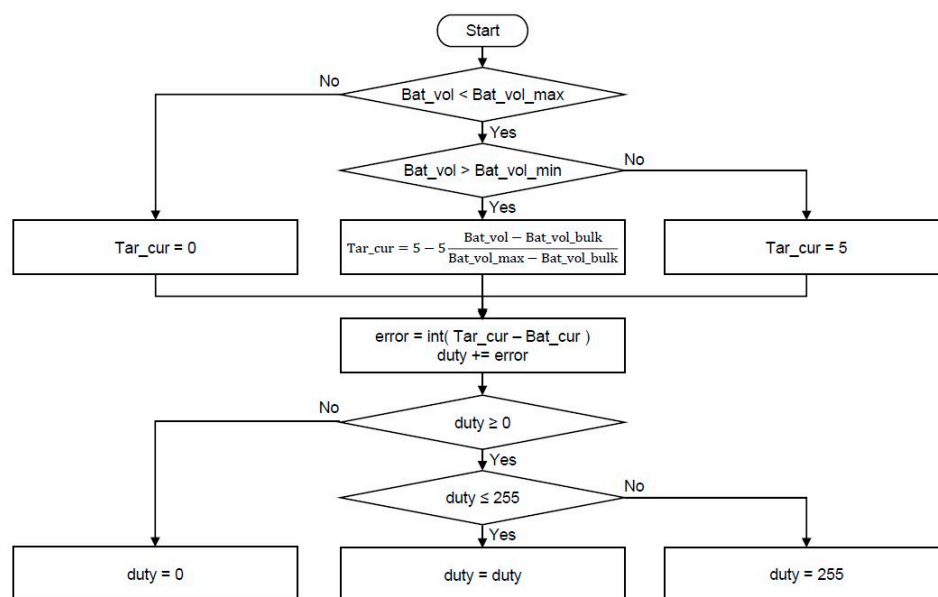 Start
No
Bat_vol < Bat_vol_max
Yes
No
Bat_vol > Bat_vol_min
Yes
Tar_cur = 0
Tar_cur = 5 − 5 (Bat_vol − Bat_vol_bulk)/(Bat_vol_max − Bat_vol_bulk)
Tar_cur = 5
error = int( Tar_cur – Bat_cur )
duty += error
No
duty ≥ 0
Yes
No
duty ≤ 255
Yes
duty = 0
duty = duty
duty = 255